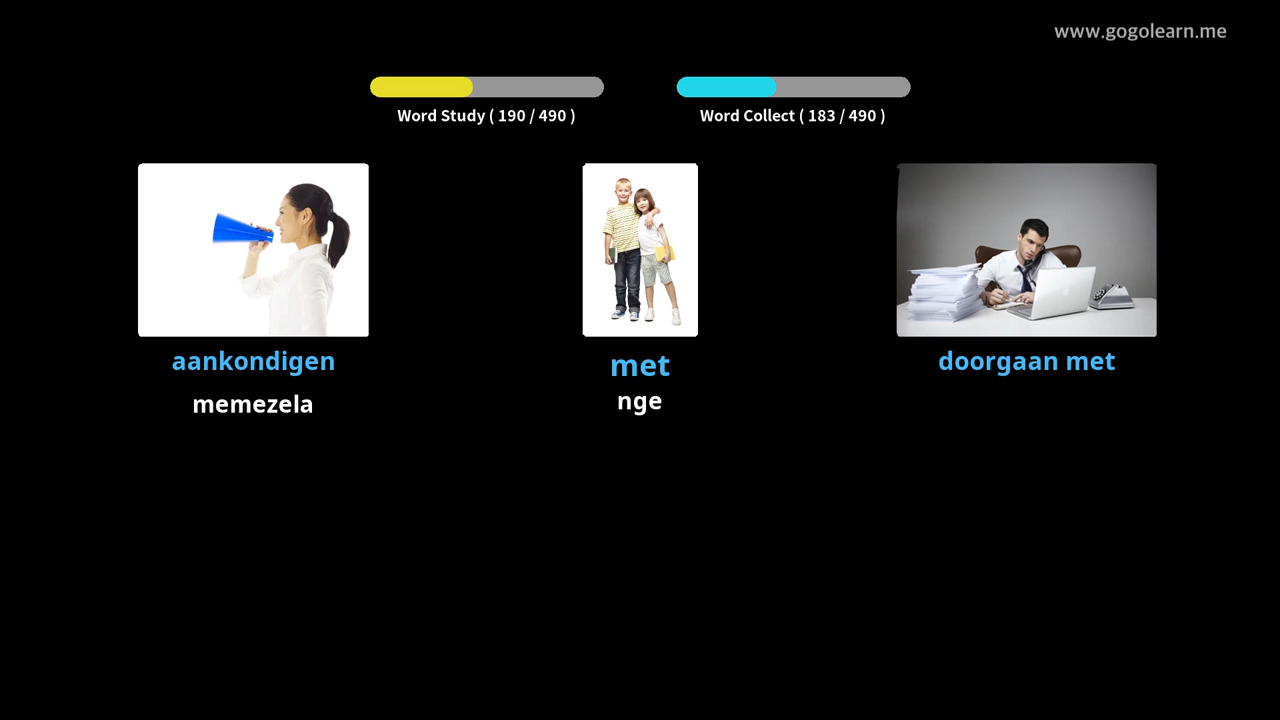 www.gogolearn.me
Word Study ( 190 / 490 )
Word Collect ( 183 / 490 )
aankondigen
memezela
met
nge
doorgaan met